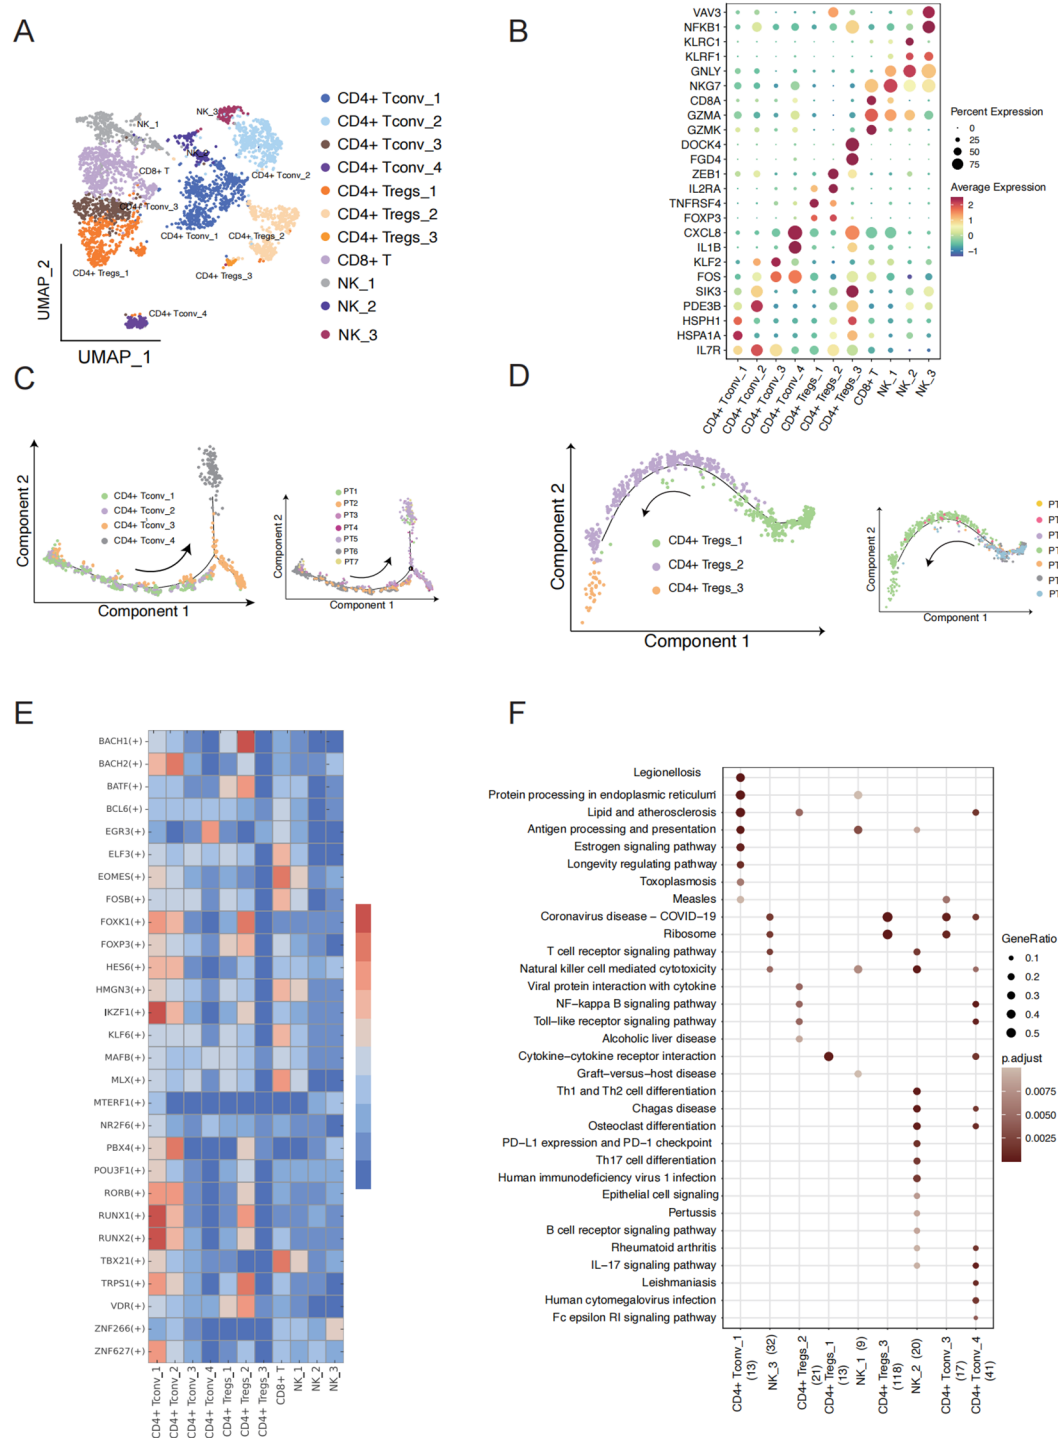 A
NK_3
NK_1
NK_2
CD8+ T
CD4+ Tconv_2
CD4+ Tconv_3
CD4+ Tconv_1
CD4+ Tregs_2
CD4+ Tregs_1
CD4+ Tregs_3
CD4+ Tconv_4
UMAP_2
UMAP_1
CD4+ Tconv_1
CD4+ Tconv_2
CD4+ Tconv_3
CD4+ Tconv_4
CD4+ Tregs_1
CD4+ Tregs_2
CD4+ Tregs_3
CD8+ T
NK_1
NK_2
NK_3
B
VAV3
NFKB1
KLRC1
KLRF1
GNLY
NKG7
CD8A
GZMA
GZMK
DOCK4
FGD4
ZEB1
IL2RA
TNFRSF4
FOXP3
CXCL8
IL1B
KLF2
FOS
SIK3
PDE3B
HSPH1
HSPA1A
IL7R
CD4+ Tconv_1
CD4+ Tconv_2
CD4+ Tconv_3
CD4+ Tconv_4
CD4+ Tregs_1
CD4+ Tregs_2
CD4+ Tregs_3
CD8+ T
NK_1
NK_2
NK_3
Percent Expression
0
25
50
75
Average Expression
2
1
0
−1
C
Component 2
CD4+ Tconv_1
CD4+ Tconv_2
CD4+ Tconv_3
CD4+ Tconv_4
Component 1
Component 2
PT1
PT2
PT3
PT4
PT5
PT6
PT7
Component 1
D
Component 2
CD4+ Tregs_1
CD4+ Tregs_2
CD4+ Tregs_3
Component 1
Component 2
Component 1
PT
PT
PT
PT
PT
PT
PT
E
BACH1(+)
BACH2(+)
BATF(+)
BCL6(+)
EGR3(+)
ELF3(+)
EOMES(+)
FOSB(+)
FOXK1(+)
FOXP3(+)
HES6(+)
HMGN3(+)
IKZF1(+)
KLF6(+)
MAFB(+)
MLX(+)
MTERF1(+)
NR2F6(+)
PBX4(+)
POU3F1(+)
RORB(+)
RUNX1(+)
RUNX2(+)
TBX21(+)
TRPS1(+)
VDR(+)
ZNF266(+)
ZNF627(+)
CD4+ Tconv_1
CD4+ Tconv_2
CD4+ Tconv_3
CD4+ Tconv_4
CD4+ Tregs_1
CD4+ Tregs_2
CD4+ Tregs_3
CD8+ T
NK_1
NK_2
NK_3
F
Legionellosis
Protein processing in endoplasmic reticulum
Lipid and atherosclerosis
Antigen processing and presentation
Estrogen signaling pathway
Longevity regulating pathway
Toxoplasmosis
Measles
Coronavirus disease − COVID−19
Ribosome
T cell receptor signaling pathway
Natural killer cell mediated cytotoxicity
Viral protein interaction with cytokine
NF−kappa B signaling pathway
Toll−like receptor signaling pathway
Alcoholic liver disease
Cytokine−cytokine receptor interaction
Graft−versus−host disease
Th1 and Th2 cell differentiation
Chagas disease
Osteoclast differentiation
PD−L1 expression and PD−1 checkpoint
Th17 cell differentiation
Human immunodeficiency virus 1 infection
Epithelial cell signaling
Pertussis
B cell receptor signaling pathway
Rheumatoid arthritis
IL−17 signaling pathway
Leishmaniasis
Human cytomegalovirus infection
Fc epsilon RI signaling pathway
CD4+ Tconv_1
(13)
NK_3 (32)
CD4+ Tregs_2
(21)
CD4+ Tregs_1
(13)
NK_1 (9)
CD4+ Tregs_3
(118)
NK_2 (20)
CD4+ Tconv_3
(17)
CD4+ Tconv_4
(41)
GeneRatio
0.1
0.2
0.3
0.4
0.5
p.adjust
0.0075
0.0050
0.0025